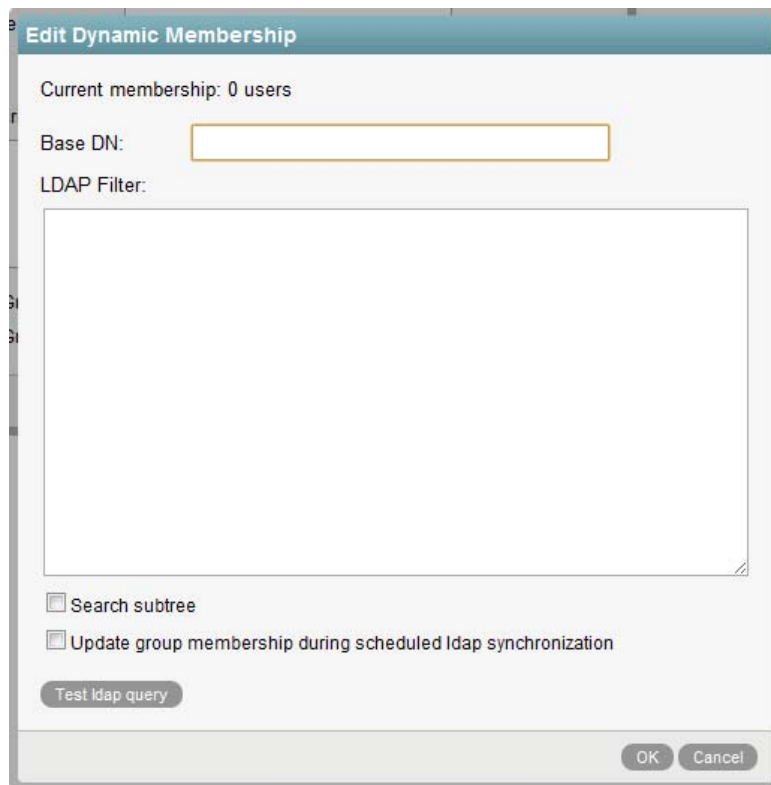 Edit Dynamic Membership
Current membership: 0 users
Base DN:
LDAP Filter:
Search subtree
Update group membership during scheduled ldap synchronization
Test ldap query
OK Cancel